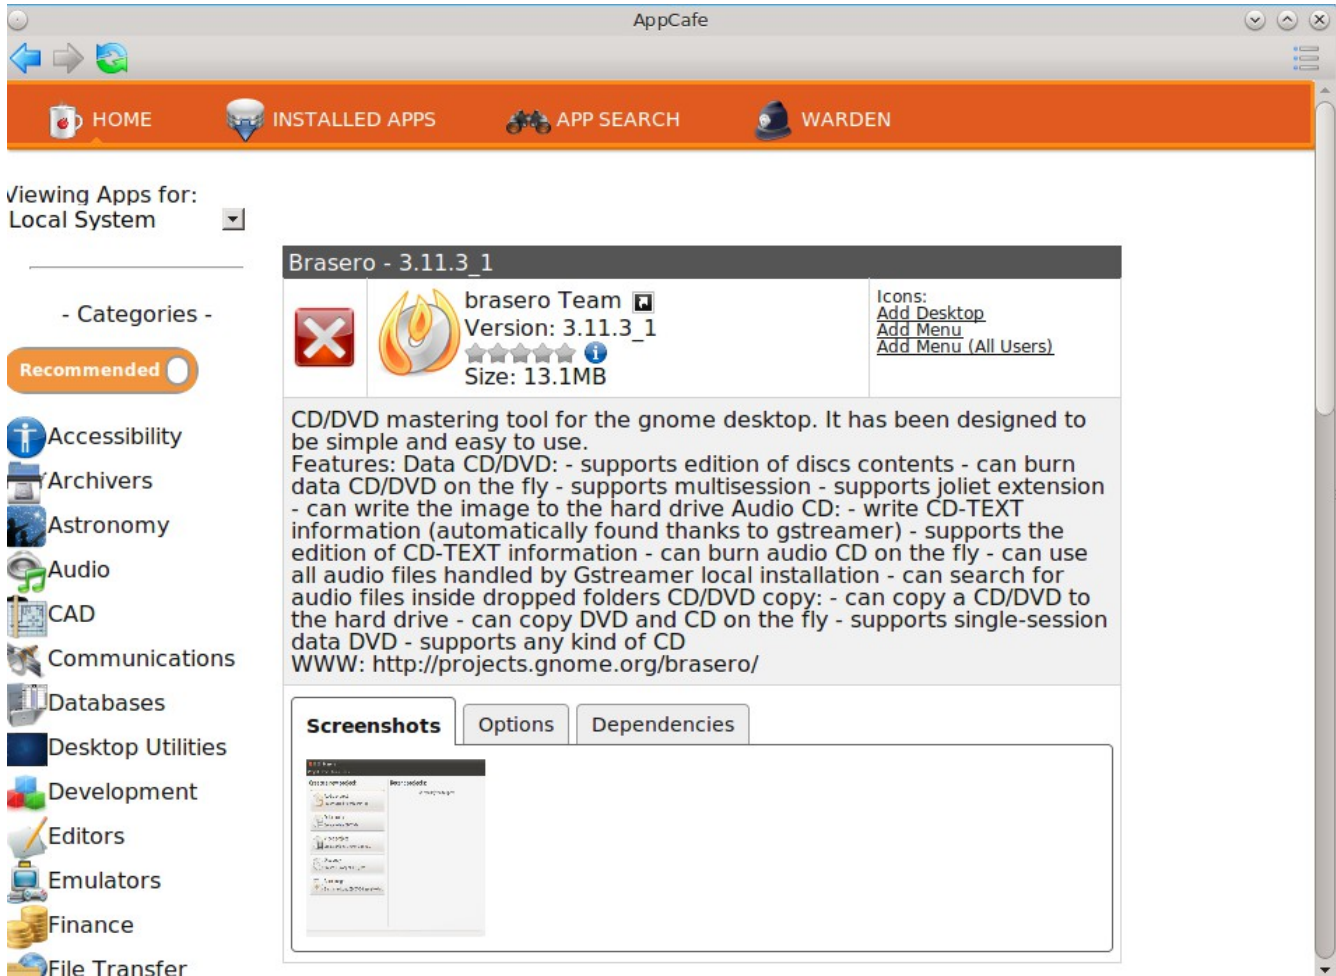 AppCafe
HOME
INSTALLED APPS
APP SEARCH
WARDEN
Viewing Apps for:
Local System
- Categories -
Recommended
Accessibility
Archivers
Astronomy
Audio
CAD
Communications
Databases
Desktop Utilities
Development
Editors
Emulators
Finance
File Transfer
Brasero - 3.11.3_1
brasero Team
Version: 3.11.3_1
Size: 13.1MB
Icons:
Add Desktop
Add Menu
Add Menu (All Users)
CD/DVD mastering tool for the gnome desktop. It has been designed to
be simple and easy to use.
Features: Data CD/DVD: - supports edition of discs contents - can burn
data CD/DVD on the fly - supports multisession - supports joliet extension
- can write the image to the hard drive Audio CD: - write CD-TEXT
information (automatically found thanks to gstreamer) - supports the
edition of CD-TEXT information - can burn audio CD on the fly - can use
all audio files handled by Gstreamer local installation - can search for
audio files inside dropped folders CD/DVD copy: - can copy a CD/DVD to
the hard drive - can copy DVD and CD on the fly - supports single-session
data DVD - supports any kind of CD
WWW: http://projects.gnome.org/brasero/
Screenshots
Options
Dependencies